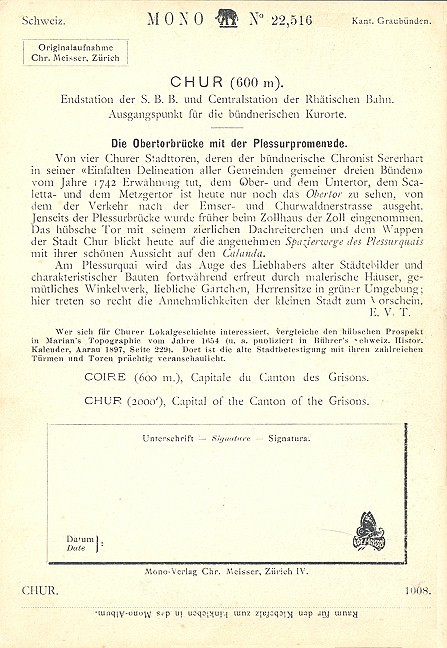 Schweiz.
MONO No 22,516
Kant. Graubünden.
Originalaufnahme
Chr. Meisser, Zürich
CHUR (600 m).
Endstation der S. B. B. und Centralstation der Rhätischen Bahn.
Ausgangspunkt für die bündnerischen Kurorte.
Die Obertorbrücke mit der Plessurpromenade.
Von vier Churer Stadttoren, deren der bündnerische Chronist Sererhart
in seiner «Einfalten Delineation aller Gemeinden gemeiner dreien Bünden»
vom Jahre 1742 Erwähnung tut, dem Ober- und dem Untertor, dem Sca-
letta- und dem Metzgertor ist heute nur noch das Obertor zu sehen, von
dem der Verkehr nach der Emser- und Churwaldnerstrasse ausgeht.
Jenseits der Plessurbrücke wurde früher beim Zollhaus der Zoll eingenommen.
Das hübsche Tor mit seinem zierlichen Dachreiterchen und dem Wappen
der Stadt Chur blickt heute auf die angenehmen Spazierwege des Plessurquais
mit ihrer schönen Aussicht auf den Calanda.
Am Plessurquai wird das Auge des Liebhabers alter Städtebilder und
charakteristischer Bauten fortwährend erfreut durch malerische Häuser, ge-
mütliches Winkelwerk, liebliche Gärtchen, Herrensitze in grüner Umgebung;
hier treten so recht die Annehmlichkeiten der kleinen Stadt zum Vorschein.
E. V. T.
Wer sich für Churer Lokalgeschichte interessiert, vergleiche den hübschen Prospekt
in Marian's Topographie vom Jahre 1654 (u. a. publiziert in Bührer's Schweiz. Histor.
Kalender, Aarau 1897, Seite 229). Dort ist die alte Stadtbefestigung mit ihren zahlreichen
Türmen und Toren prächtig veranschaulicht.
COIRE (600 m.), Capitale du Canton des Grisons.
CHUR (2000'), Capital of the Canton of the Grisons.
Unterschrift — Signature — Signatura.
Datum
Date
:
Mono-Verlag Chr. Meisser, Zürich IV.
CHUR.
1008.
Raum für den Klebefalz zum Einkleben in das Mono-Album.